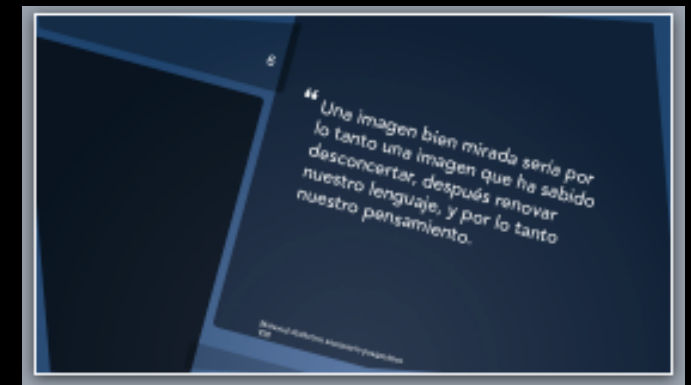 6
“ Una imagen bien mirada sería por
lo tanto una imagen que ha sabido
desconcertar, después renovar
nuestro lenguaje, y por lo tanto
nuestro pensamiento.